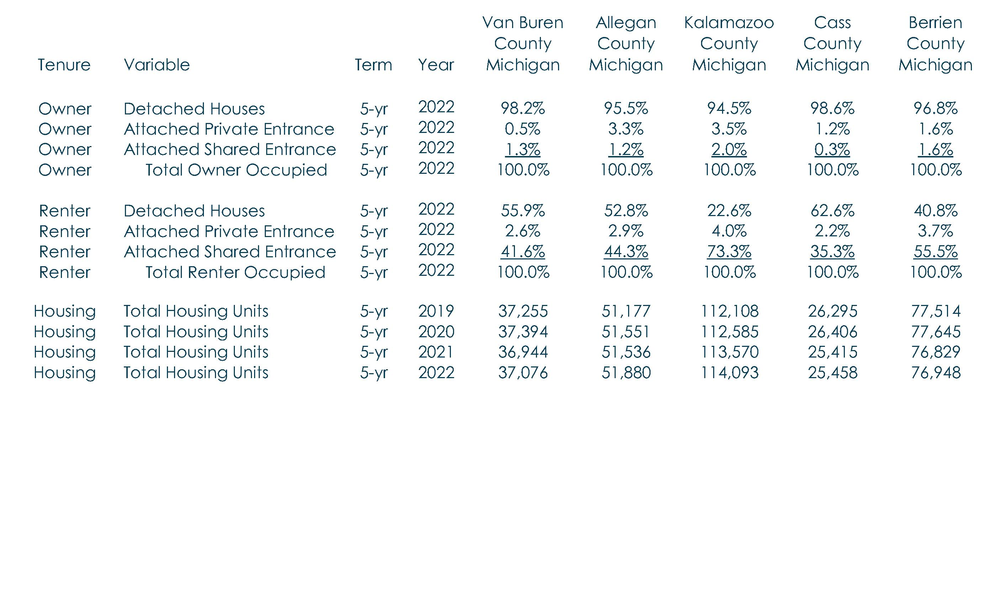 Van Buren Allegan Kalamazoo Cass Berrien
County County County County County
Tenure Variable Term Year Michigan Michigan Michigan Michigan Michigan
Owner Detached Houses 5-yr 2022 98.2% 95.5% 94.5% 98.6% 96.8%
Owner Attached Private Entrance 5-yr 2022 0.5% 3.3% 3.5% 1.2% 1.6%
Owner Attached Shared Entrance 5-yr 2022 1.3% 1.2% 2.0% 0.3% 1.6%
Owner Total Owner Occupied 5-yr 2022 100.0% 100.0% 100.0% 100.0% 100.0%
Renter Detached Houses 5-yr 2022 55.9% 52.8% 22.6% 62.6% 40.8%
Renter Attached Private Entrance 5-yr 2022 2.6% 2.9% 4.0% 2.2% 3.7%
Renter Attached Shared Entrance 5-yr 2022 41.6% 44.3% 73.3% 35.3% 55.5%
Renter Total Renter Occupied 5-yr 2022 100.0% 100.0% 100.0% 100.0% 100.0%
Housing Total Housing Units 5-yr 2019 37,255 51,177 112,108 26,295 77,514
Housing Total Housing Units 5-yr 2020 37,394 51,551 112,585 26,406 77,645
Housing Total Housing Units 5-yr 2021 36,944 51,536 113,570 25,415 76,829
Housing Total Housing Units 5-yr 2022 37,076 51,880 114,093 25,458 76,948